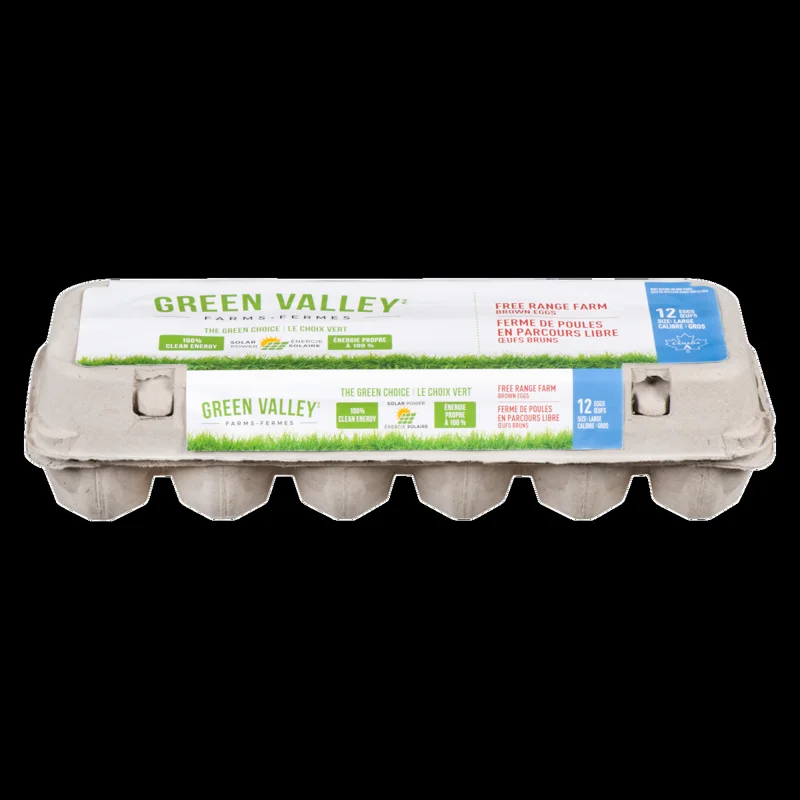 GREEN VALLEY
FARMS-FERMES
THE GREEN CHOICE | LE CHOIX VERT
100%
CLEAN ENERGY
SOLAR
POWER
ÉNERGIE
SOLAIRE
ÉNERGIE PROPRE
À 100 %
FREE RANGE FARM
BROWN EGGS
FERME DE POULES
EN PARCOURS LIBRE
ŒUFS BRUNS
12 EGGS
ŒUFS
SIZE: LARGE
CALIBRE: GROS
Canada
A
GREEN VALLEY
FARMS-FERMES
THE GREEN CHOICE | LE CHOIX VERT
100%
CLEAN ENERGY
SOLAR POWER
ÉNERGIE SOLAIRE
ÉNERGIE
PROPRE
À 100 %
FREE RANGE FARM
BROWN EGGS
FERME DE POULES
EN PARCOURS LIBRE
ŒUFS BRUNS
12 EGGS
ŒUFS
SIZE: LARGE
CALIBRE: GROS